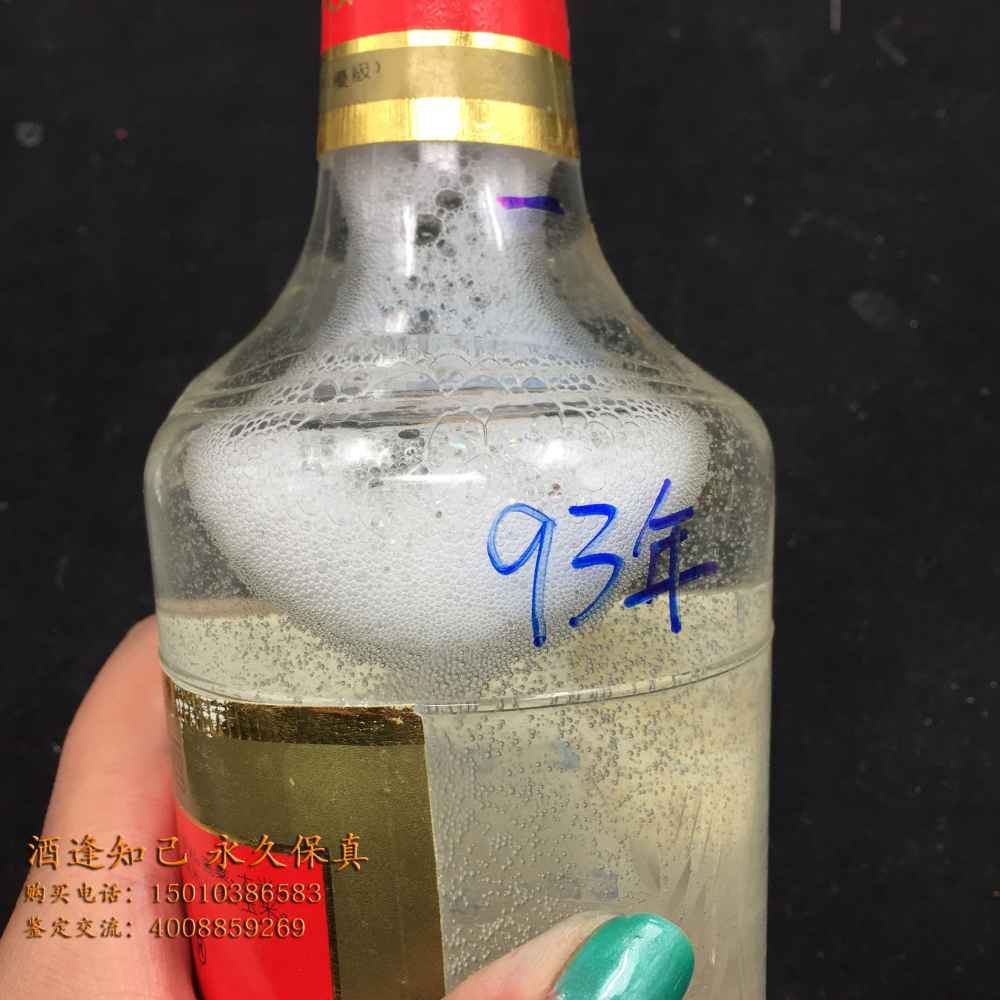 93年
酒逢知己 永久保真
购买电话：15010386583
鉴定交流：4008859269